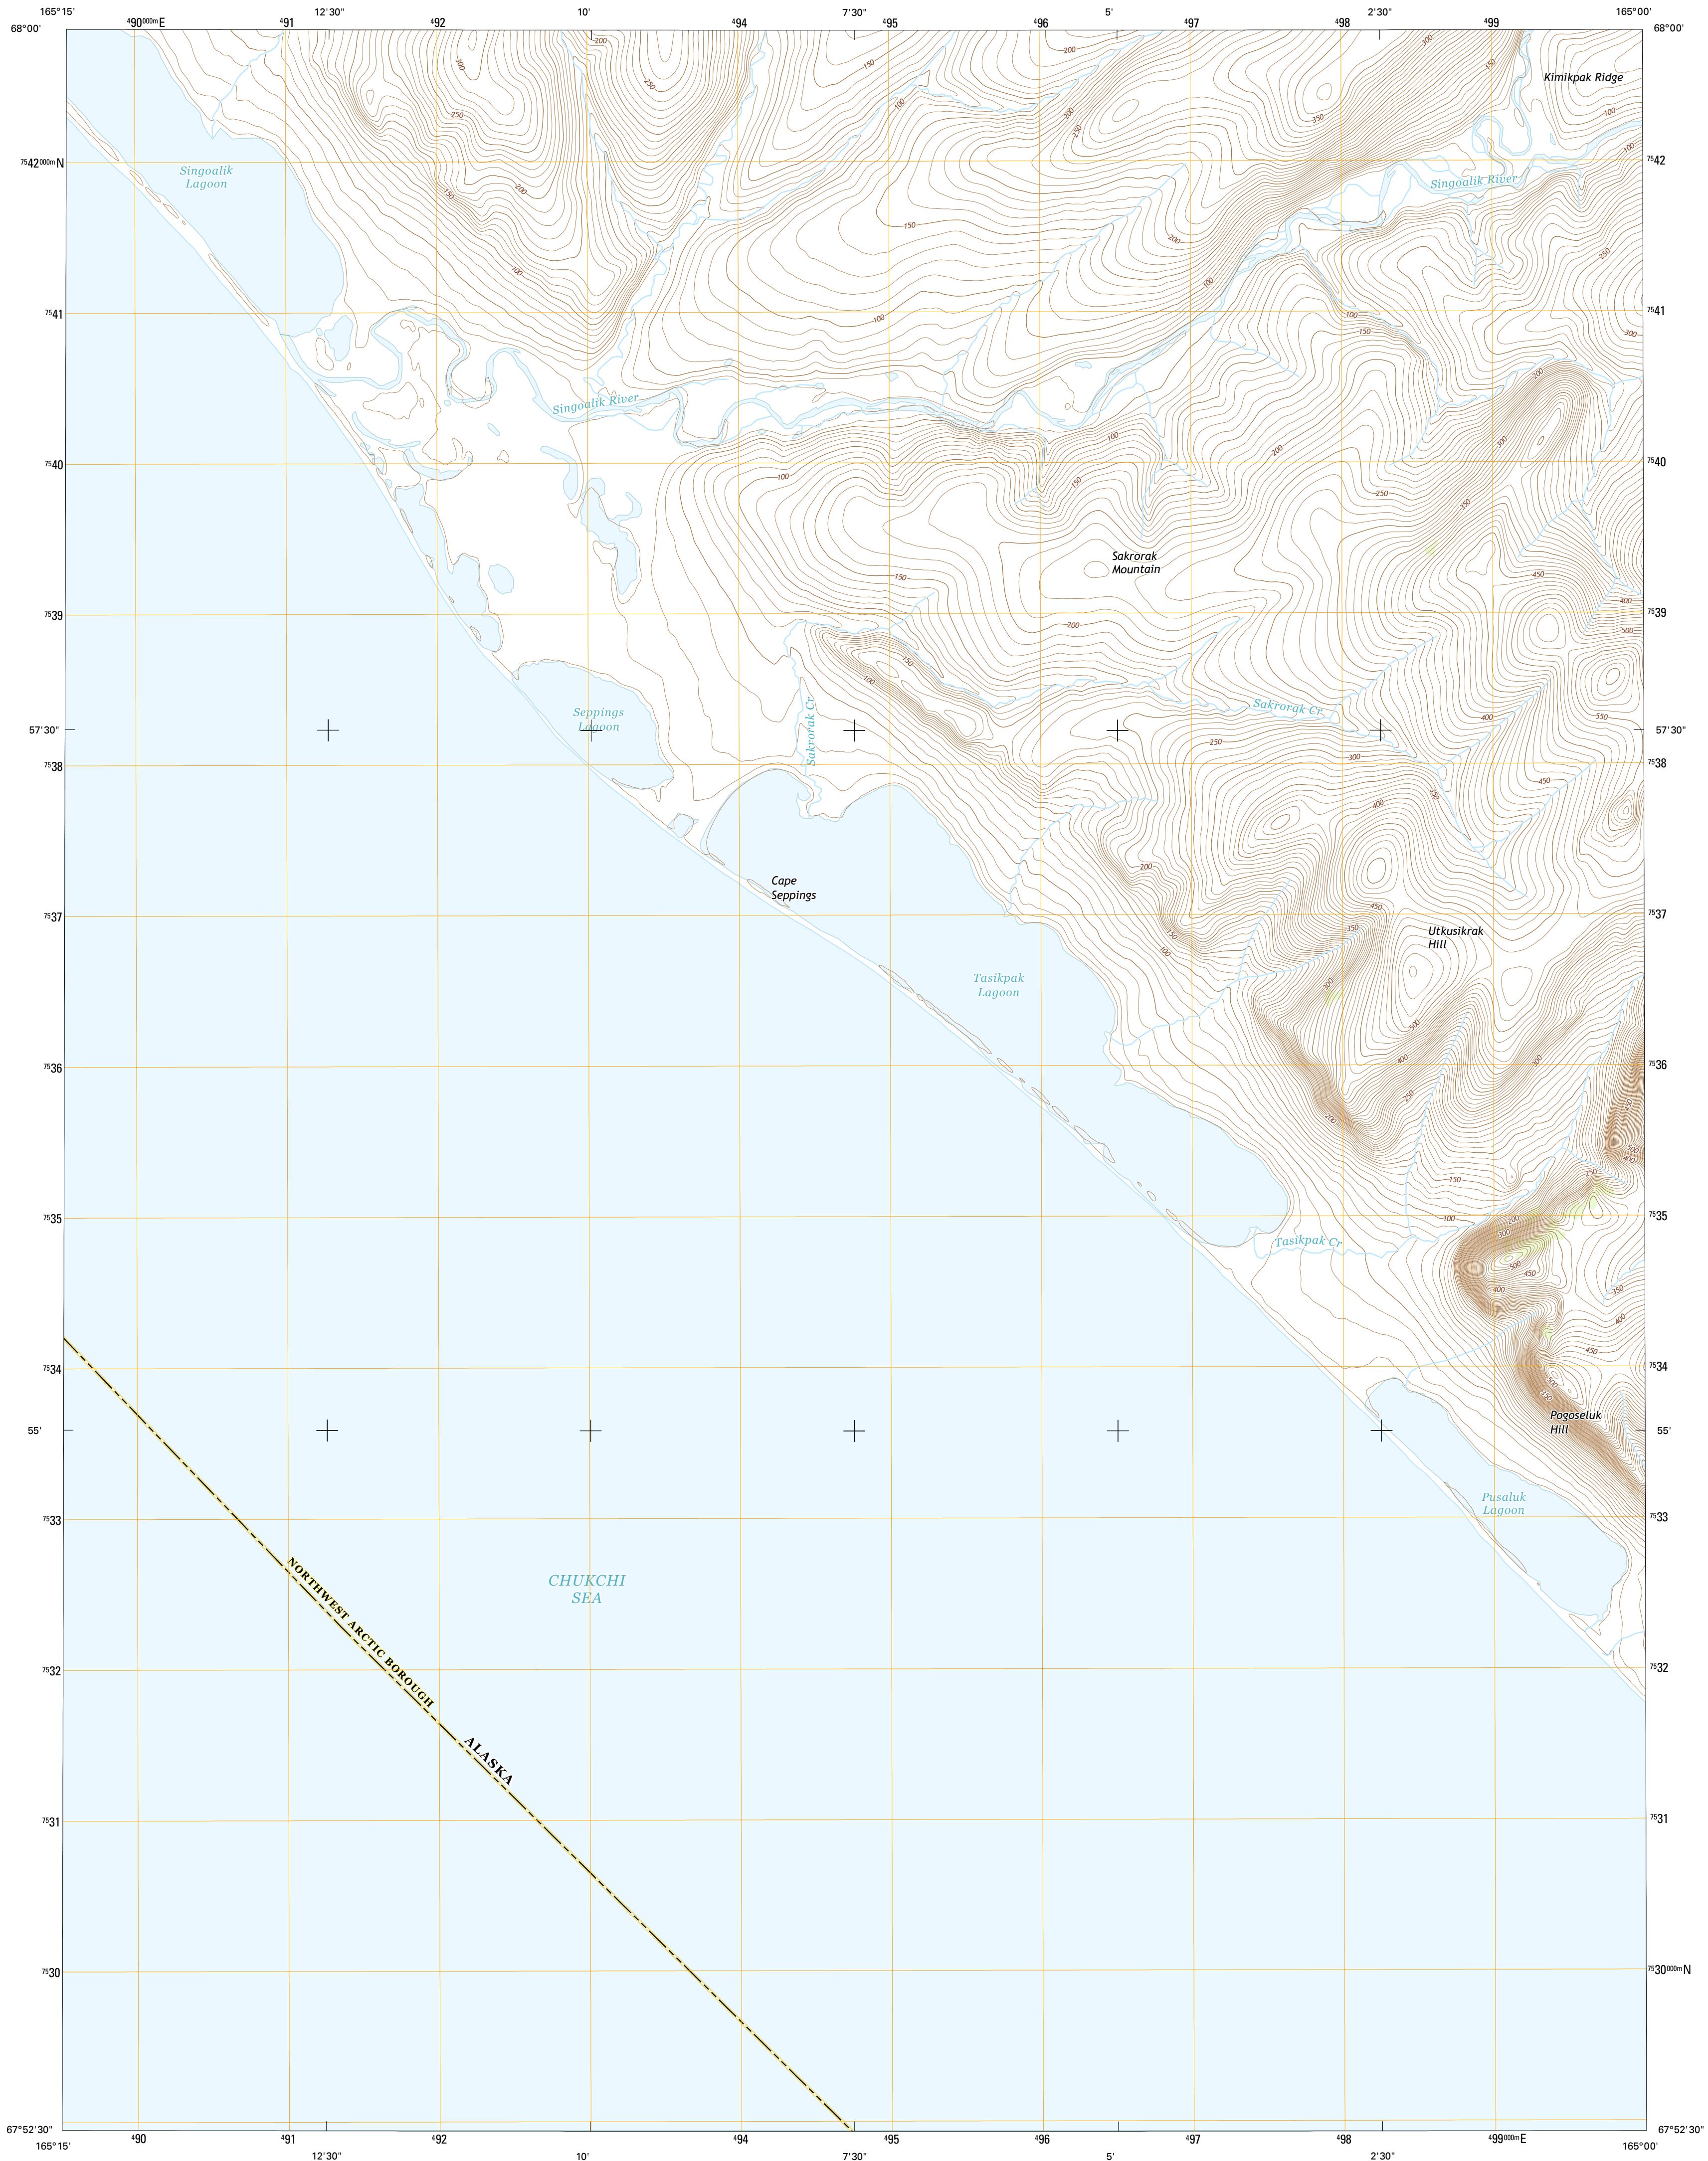 165°15' 490000mE 491 12'30" 492 10' 494 7'30" 495 496 5' 497 498 2'30" 499 165°00'
68°00' 68°00'
Kimikpak Ridge
7542000mN 7542
Singoalik
Lagoon
Singoalik River
7541 7541
Singoalik River
7540 7540
Sakrorak
Mountain
7539 7539
Sakrorak Cr
Sakrorak Cr
Seppings
Lagoon
57'30" 57'30"
7538 7538
Cape
Seppings
7537 7537
Utkusikrak
Hill
Tasikpak
Lagoon
7536 7536
7535 7535
Tasikpak Cr
7534 7534
Pogoseluk
Hill
55' 55'
Pusaluk
Lagoon
7533 7533
CHUKCHI
SEA
NORTHWEST ARCTIC BOROUGH
7532 7532
ALASKA
7531 7531
7530 7530000mN
67°52'30" 67°52'30"
165°15' 490 491 12'30" 492 10' 494 7'30" 495 496 5' 497 498 2'30" 499000mE 165°00'